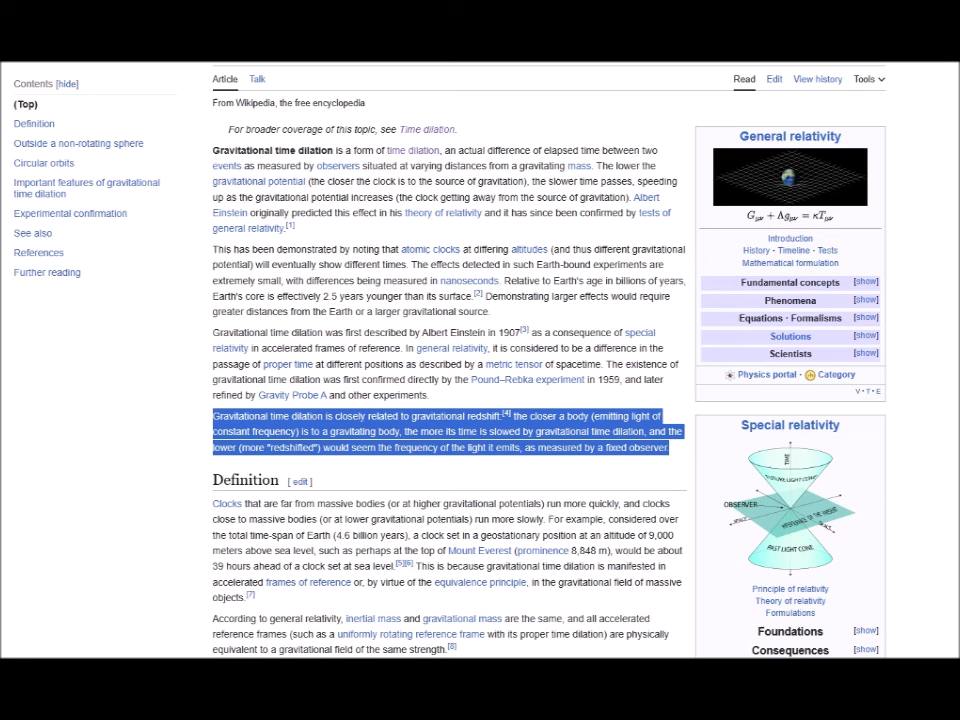 Contents [hide]
(Top)
Definition
Outside a non-rotating sphere
Circular orbits
Important features of gravitational
time dilation
Experimental confirmation
See also
References
Further reading
Article Talk
Read Edit View history Tools
From Wikipedia, the free encyclopedia
For broader coverage of this topic, see Time dilation.
Gravitational time dilation is a form of time dilation, an actual difference of elapsed time between two
events as measured by observers situated at varying distances from a gravitating mass. The lower the
gravitational potential (the closer the clock is to the source of gravitation), the slower time passes, speeding
up as the gravitational potential increases (the clock getting away from the source of gravitation). Albert
Einstein originally predicted this effect in his theory of relativity and it has since been confirmed by tests of
general relativity.[1]
This has been demonstrated by noting that atomic clocks at differing altitudes (and thus different gravitational
potential) will eventually show different times. The effects detected in such Earth-bound experiments are
extremely small, with differences being measured in nanoseconds. Relative to Earth's age in billions of years,
Earth's core is effectively 2.5 years younger than its surface.[2] Demonstrating larger effects would require
greater distances from the Earth or a larger gravitational source.
Gravitational time dilation was first described by Albert Einstein in 1907[3] as a consequence of special
relativity in accelerated frames of reference. In general relativity, it is considered to be a difference in the
passage of proper time at different positions as described by a metric tensor of spacetime. The existence of
gravitational time dilation was first confirmed directly by the Pound–Rebka experiment in 1959, and later
refined by Gravity Probe A and other experiments.
Gravitational time dilation is closely related to gravitational redshift:[4] the closer a body (emitting light of
constant frequency) is to a gravitating body, the more its time is slowed by gravitational time dilation, and the
lower (more "redshifted") would seem the frequency of the light it emits, as measured by a fixed observer.
Definition [ edit ]
Clocks that are far from massive bodies (or at higher gravitational potentials) run more quickly, and clocks
close to massive bodies (or at lower gravitational potentials) run more slowly. For example, considered over
the total time-span of Earth (4.6 billion years), a clock set in a geostationary position at an altitude of 9,000
meters above sea level, such as perhaps at the top of Mount Everest (prominence 8,848 m), would be about
39 hours ahead of a clock set at sea level.[5][6] This is because gravitational time dilation is manifested in
accelerated frames of reference or, by virtue of the equivalence principle, in the gravitational field of massive
objects.[7]
According to general relativity, inertial mass and gravitational mass are the same, and all accelerated
reference frames (such as a uniformly rotating reference frame with its proper time dilation) are physically
equivalent to a gravitational field of the same strength.[8]
General relativity
Gμν + Λgμν = κTμν
Introduction
History · Timeline · Tests
Mathematical formulation
Fundamental concepts [show]
Phenomena [show]
Equations · Formalisms [show]
Solutions [show]
Scientists [show]
Physics portal · Category
V · T · E
Special relativity
TIME
OBSERVER
SPACE
SPACE
HYPERSURFACE OF THE PRESENT
PAST LIGHT CONE
Principle of relativity
Theory of relativity
Formulations
Foundations [show]
Consequences [show]